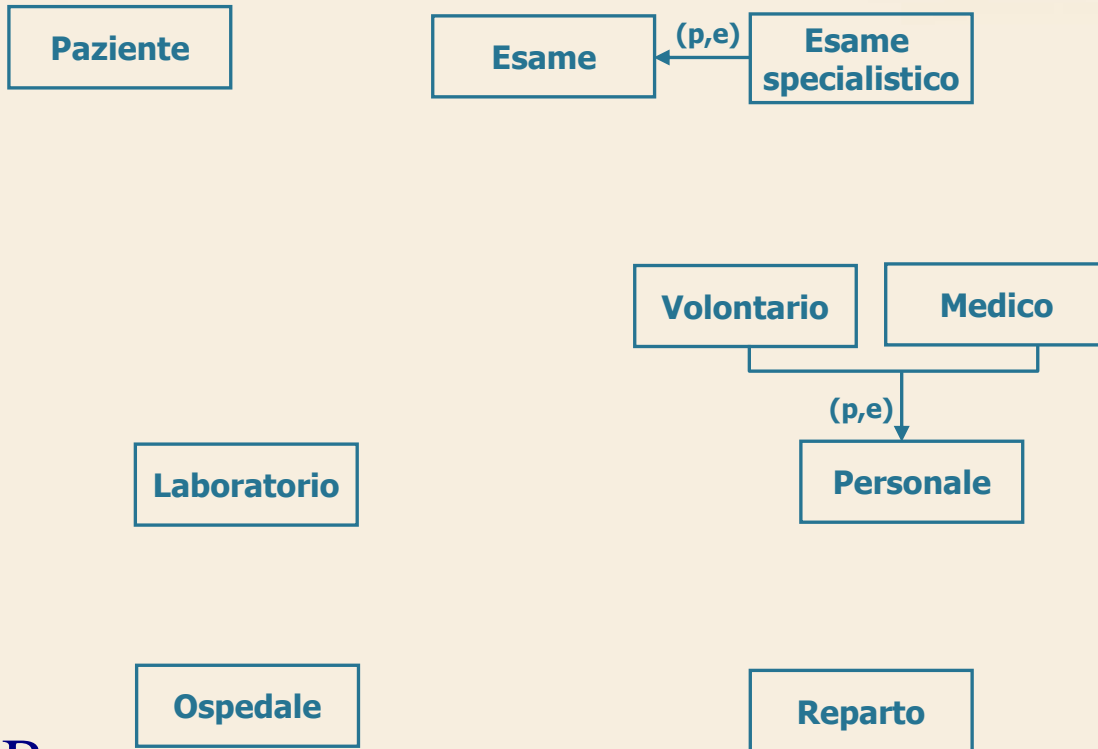 Paziente
Esame
(p,e)
Esame
specialistico
Volontario
Medico
(p,e)
Laboratorio
Personale
Ospedale
Reparto